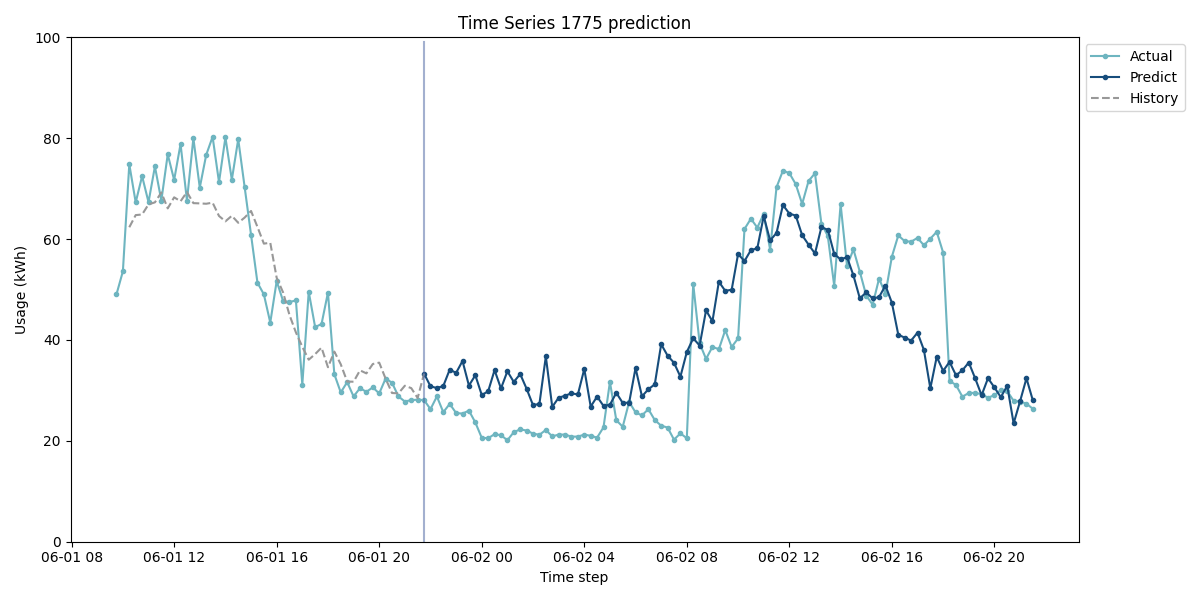 Time Series 1775 prediction
Usage (kWh)
100
80
60
40
20
0
06-01 08
06-01 12
06-01 16
06-01 20
06-02 00
06-02 04
06-02 08
06-02 12
06-02 16
06-02 20
Time step
Actual
Predict
History